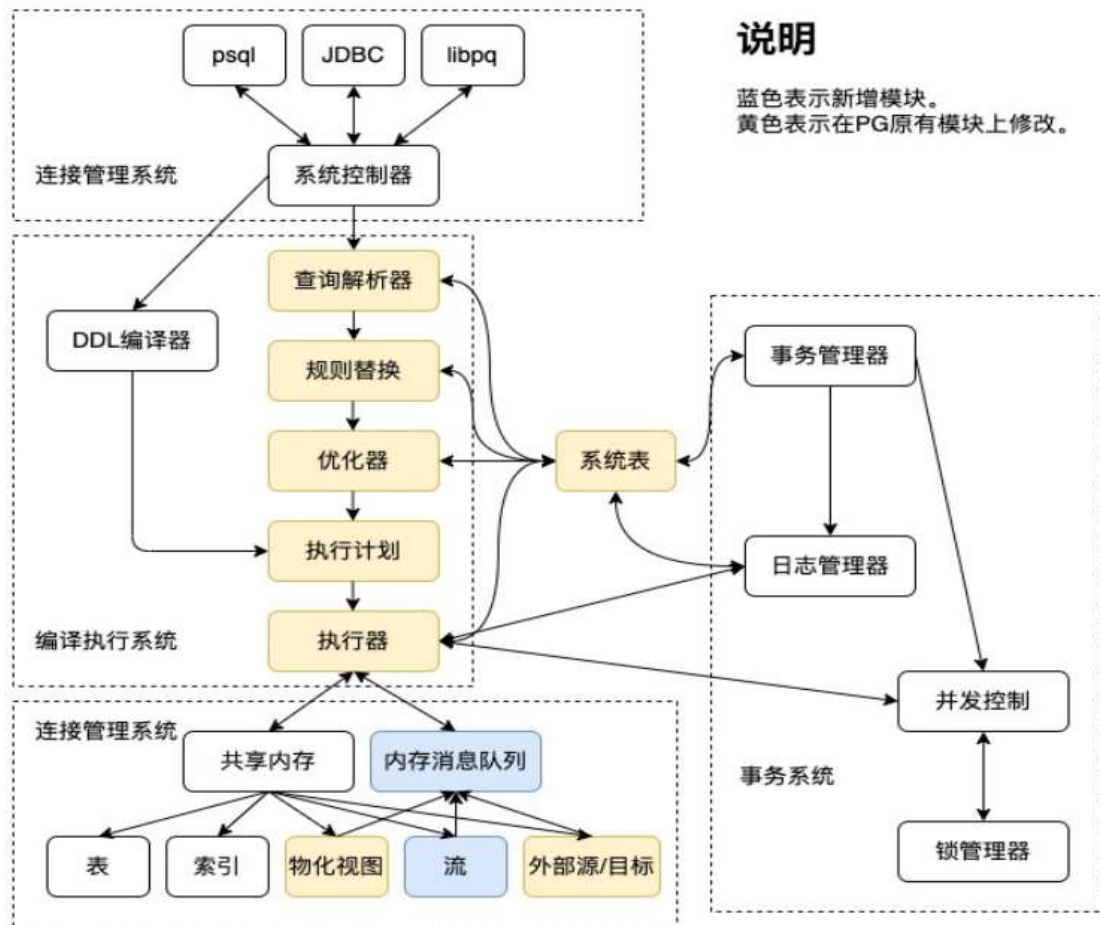 说明
蓝色表示新增模块。
黄色表示在PG原有模块上修改。
psql
JDBC
libpq
连接管理系统
系统控制器
查询解析器
DDL编译器
规则替换
优化器
执行计划
编译执行系统
执行器
系统表
事务管理器
日志管理器
并发控制
事务系统
锁管理器
连接管理系统
共享内存
内存消息队列
表
索引
物化视图
流
外部源/目标